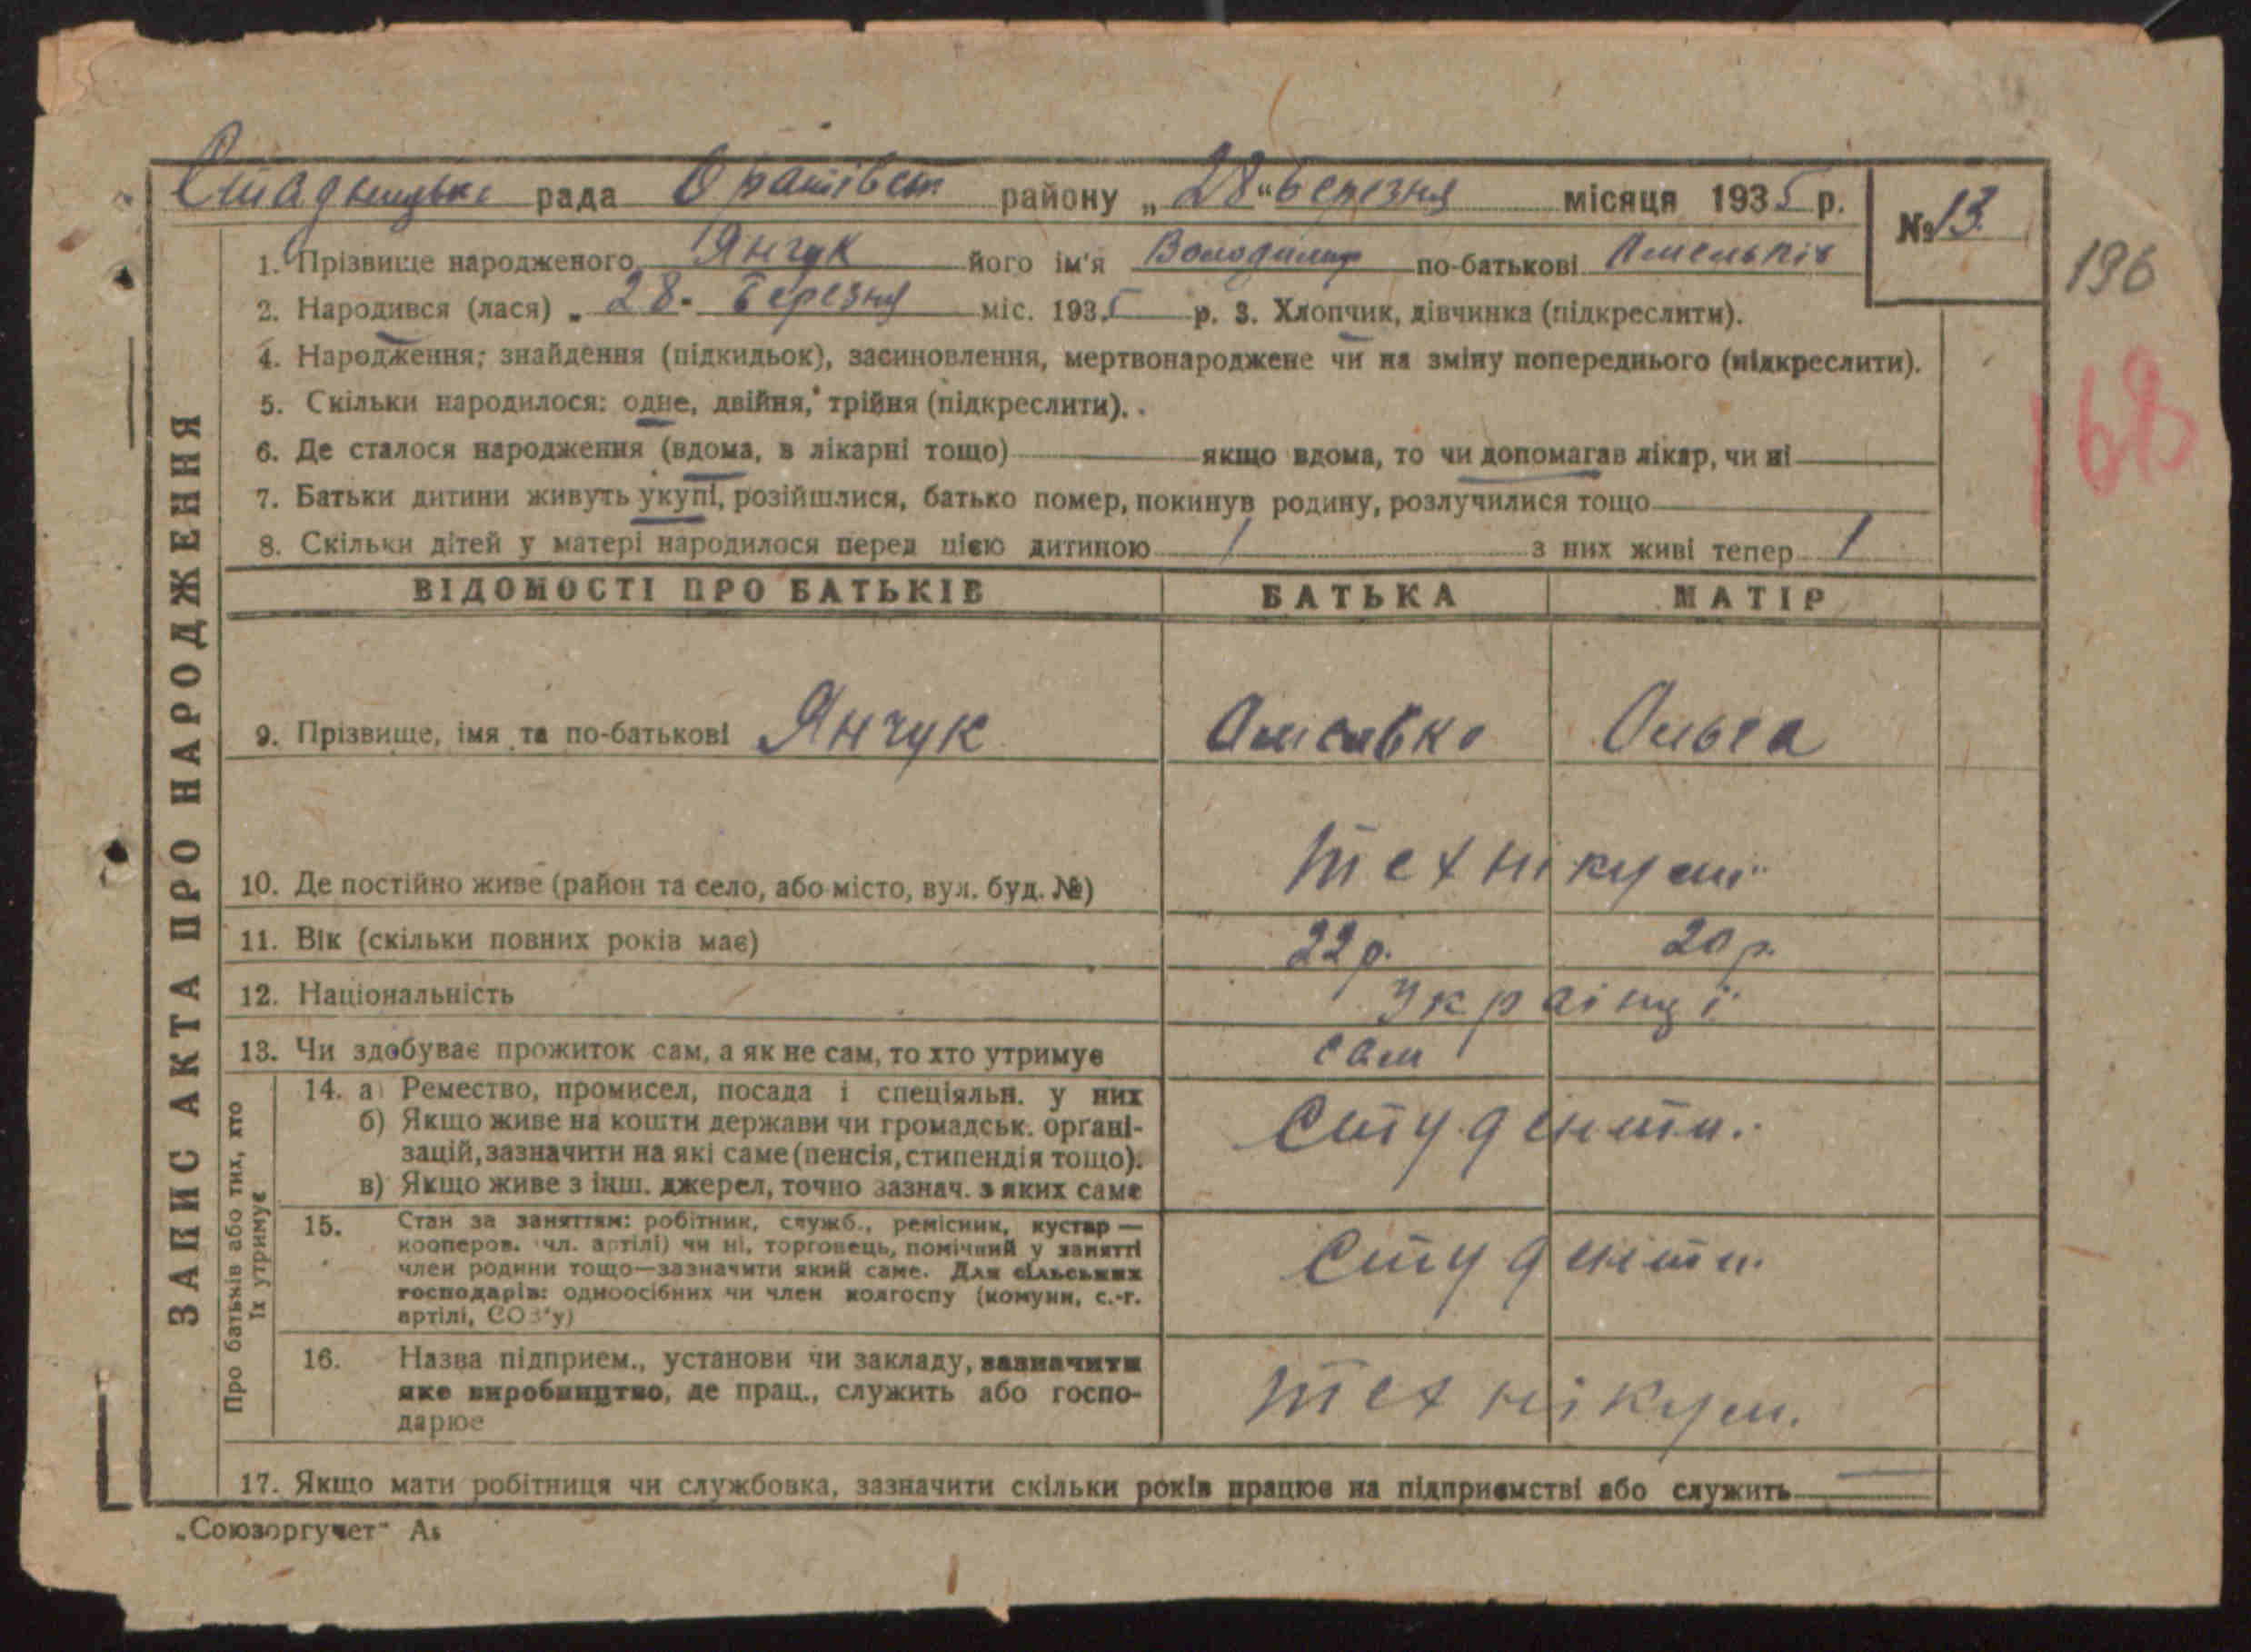 Стадницька рада Оратівськ району „28“ Березня місяця 1935 р.
№ 13
196
168
1. Прізвище народженого Янчук його ім'я Володимир по-батькові Омельків
2. Народився (лася) „28“ Березня міс. 1935 р. 3. Хлопчик, дівчинка (підкреслити).
4. Народження; знайдення (підкидьок), засиновлення, мертвонароджене чи на зміну попереднього (підкреслити).
5. Скільки народилося: одне, двійня, трійня (підкреслити).
6. Де сталося народження (вдома, в лікарні тощо) якщо вдома, то чи допомагав лікар, чи ні
7. Батьки дитини живуть укупі, розійшлися, батько помер, покинув родину, розлучилися тощо
8. Скільки дітей у матері народилося перед цією дитиною 1 з них живі тепер 1
ЗАПИС АКТА ПРО НАРОДЖЕННЯ
ВІДОМОСТІ ПРО БАТЬКІВ БАТЬКА МАТІР
9. Прізвище, імя та по-батькові Янчук Омелько Ольга
10. Де постійно живе (район та село, або місто, вул. буд. №) Технікумі
11. Вік (скільки повних років має) 22 р. 20 р.
12. Національність Українці
13. Чи здобуває прожиток сам, а як не сам, то хто утримує сам
Про батьків або тих, хто
їх утримує
14. а) Ремество, промисел, посада і спеціяльн. у них
б) Якщо живе на кошти держави чи громадськ. орґані-
зацій, зазначити на які саме (пенсія, стипендія тощо).
в) Якщо живе з інш. джерел, точно зазнач. з яких саме
Студенти.
15. Стан за заняттям: робітник, служб., ремісник, кустар —
кооперов. чл. артілі) чи ні, торговець, помічний у занятті
член родини тощо—зазначити який саме. Для сільських
господарів: одноосібних чи член колгоспу (комуни, с.-г.
артілі, СОЗ'у)
Студенти.
16. Назва підприєм., установи чи закладу, зазначити
яке виробництво, де прац., служить або госпо-
дарює
Технікум.
17. Якщо мати робітниця чи службовка, зазначити скільки років працює на підприємстві або служить —
„Союзоргучет“